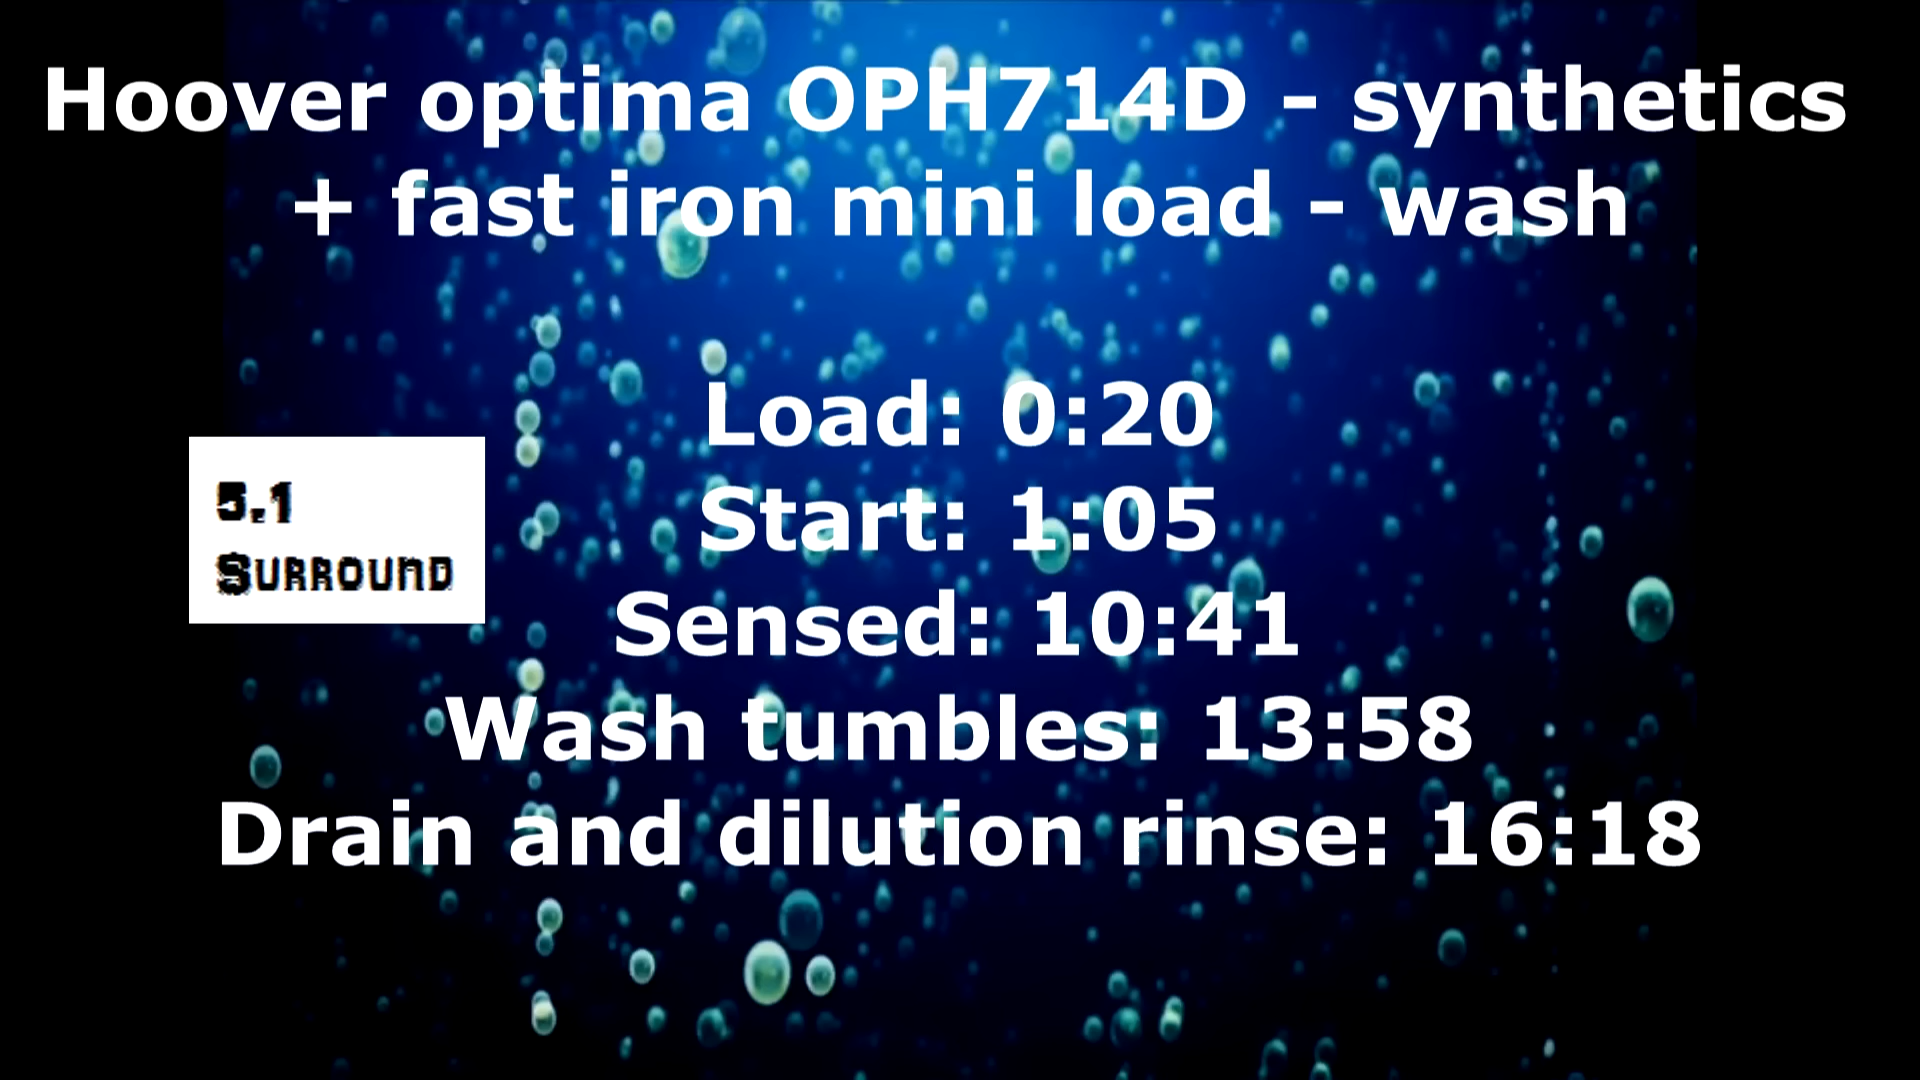 Hoover optima OPH714D - synthetics
+ fast iron mini load - wash
Load: 0:20
Start: 1:05
Sensed: 10:41
Wash tumbles: 13:58
Drain and dilution rinse: 16:18
5.1
Surround